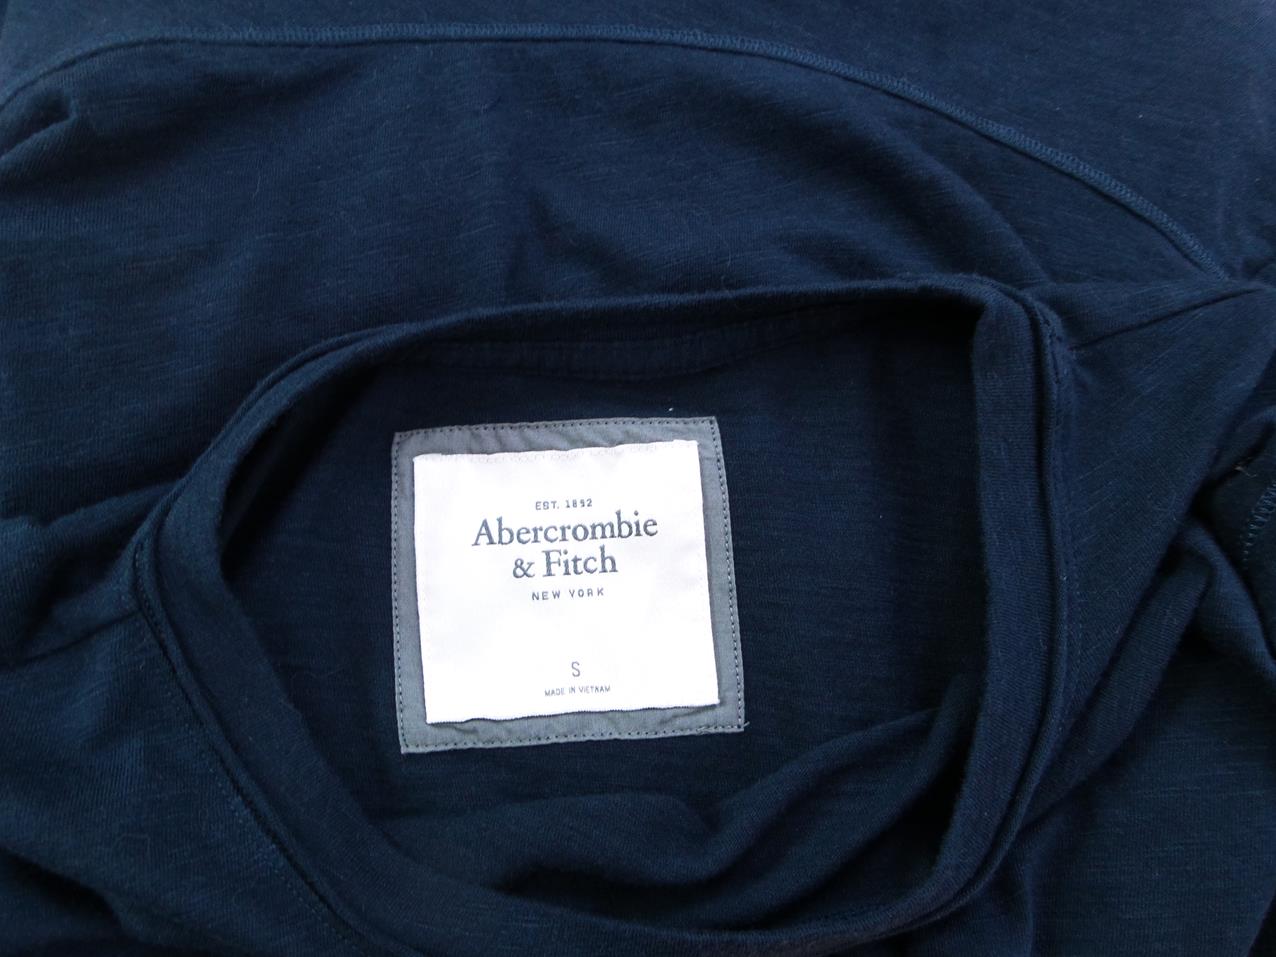 EST. 1892
Abercrombie
& Fitch
NEW YORK
S
MADE IN VIETNAM